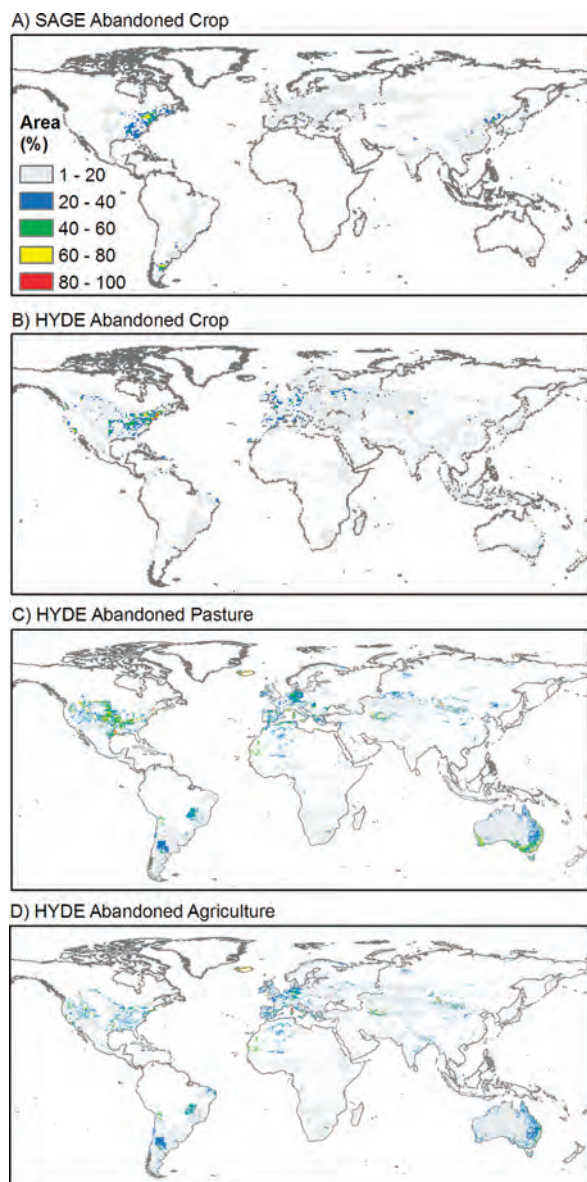 A) SAGE Abandoned Crop
Area
(%)
1 - 20
20 - 40
40 - 60
60 - 80
80 - 100
B) HYDE Abandoned Crop
C) HYDE Abandoned Pasture
D) HYDE Abandoned Agriculture